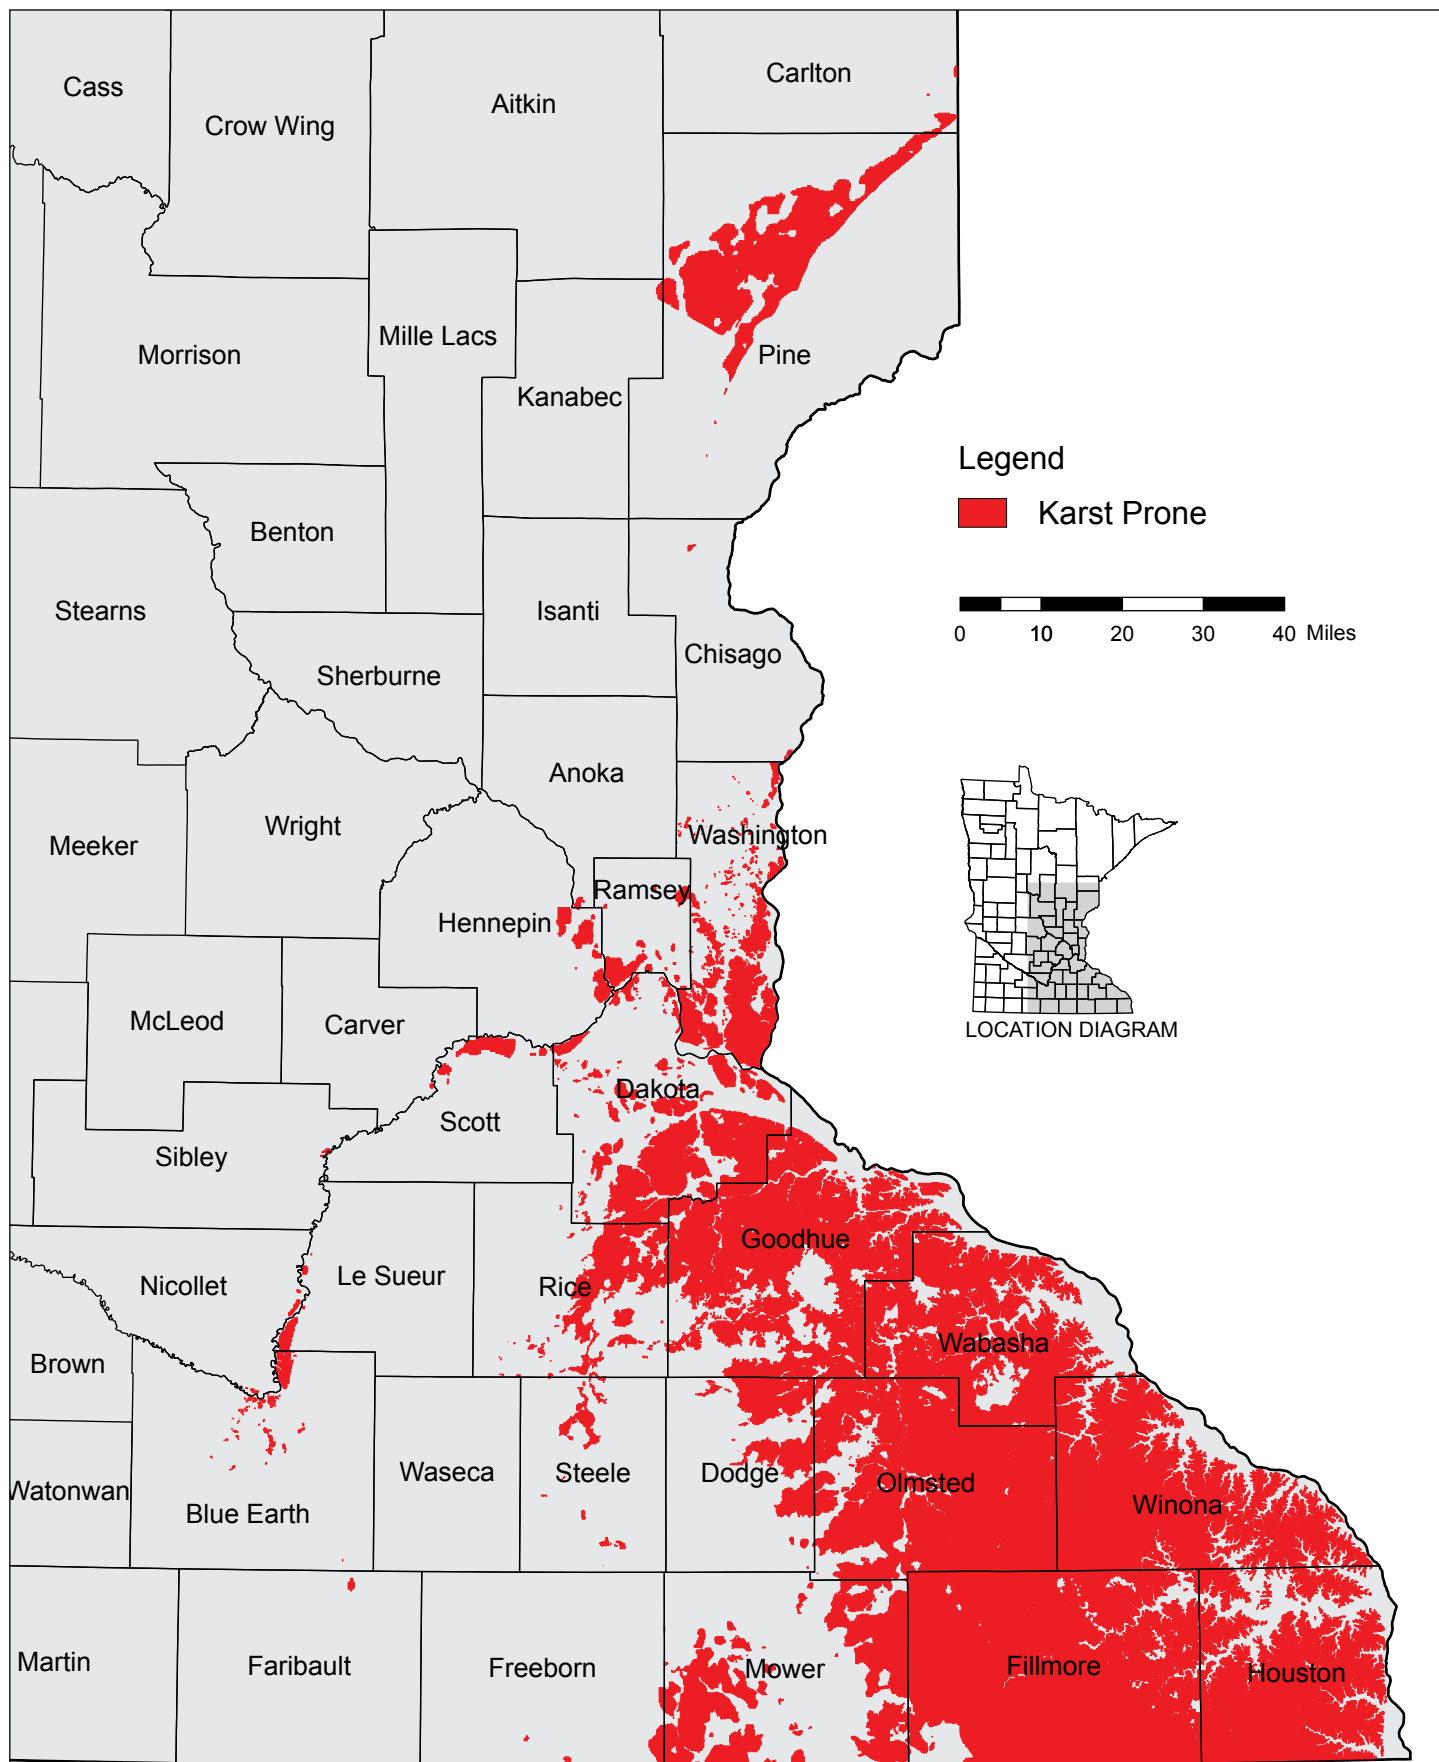 Cass
Carlton
Aitkin
Crow Wing
Mille Lacs
Morrison
Pine
Kanabec
Legend
Karst Prone
Benton
Stearns
Isanti
0 10 20 30 40 Miles
Chisago
Sherburne
Anoka
Wright
Washington
Meeker
Ramsey
Hennepin
McLeod
Carver
LOCATION DIAGRAM
Dakota
Scott
Sibley
Goodhue
Le Sueur
Nicollet
Rice
Wabasha
Brown
Waseca
Steele
Dodge
Olmsted
Watonwan
Winona
Blue Earth
Martin
Faribault
Freeborn
Mower
Fillmore
Houston